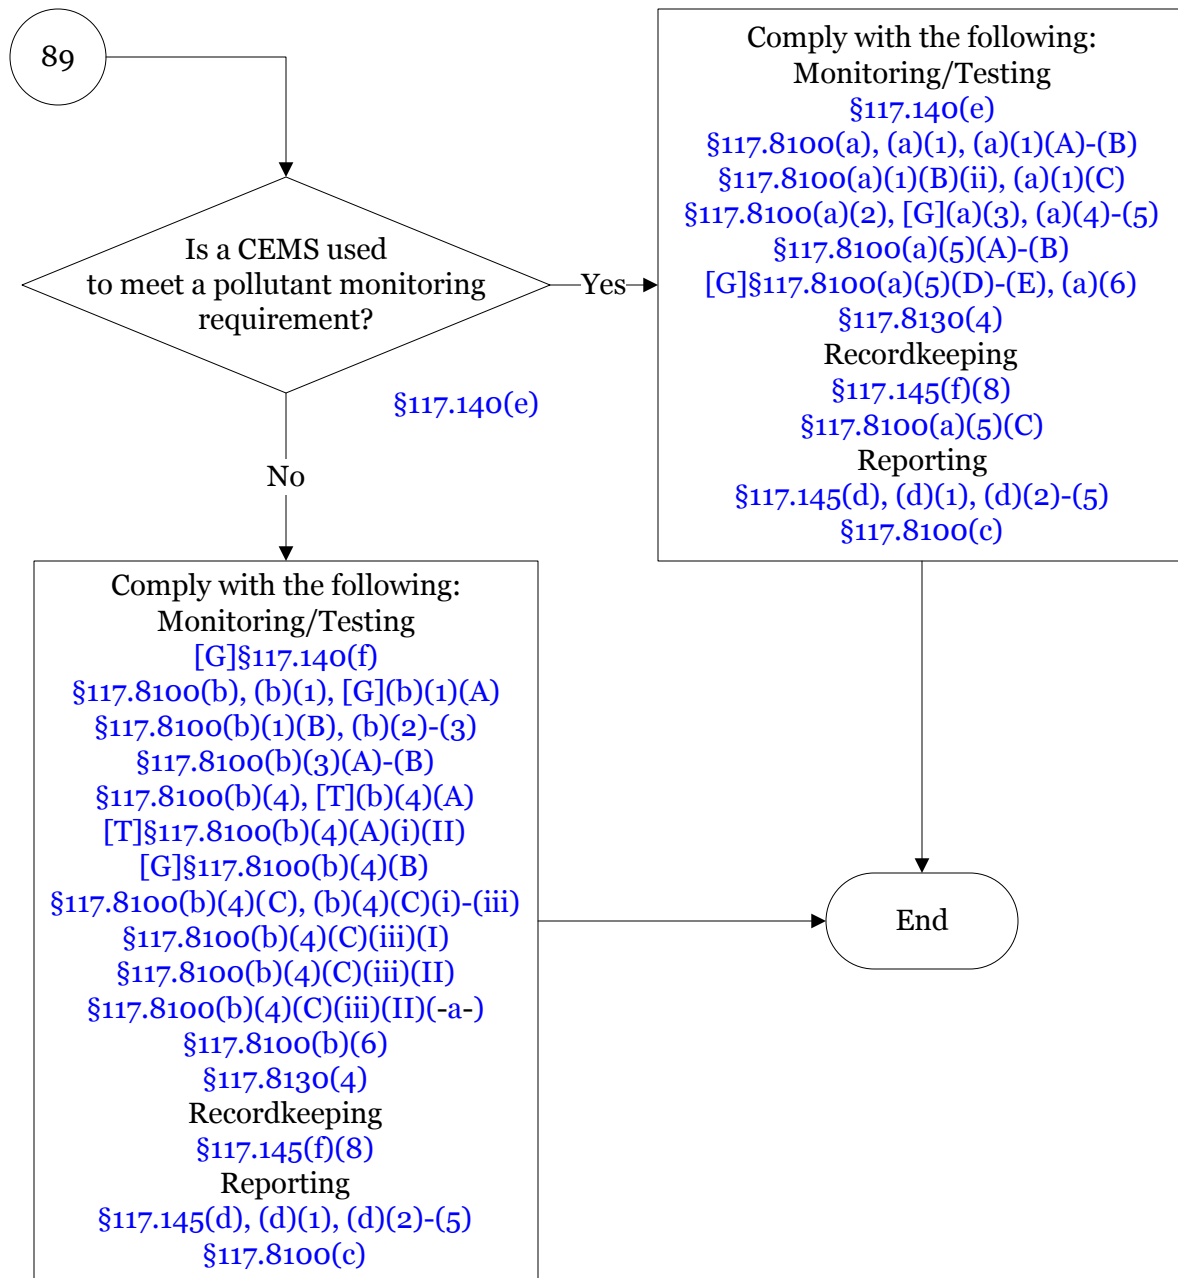 89
Is a CEMS used
to meet a pollutant monitoring
requirement?
§117.140(e)
Yes
Comply with the following:
Monitoring/Testing
§117.140(e)
§117.8100(a), (a)(1), (a)(1)(A)-(B)
§117.8100(a)(1)(B)(ii), (a)(1)(C)
§117.8100(a)(2), [G](a)(3), (a)(4)-(5)
§117.8100(a)(5)(A)-(B)
[G]§117.8100(a)(5)(D)-(E), (a)(6)
§117.8130(4)
Recordkeeping
§117.145(f)(8)
§117.8100(a)(5)(C)
Reporting
§117.145(d), (d)(1), (d)(2)-(5)
§117.8100(c)
No
Comply with the following:
Monitoring/Testing
[G]§117.140(f)
§117.8100(b), (b)(1), [G](b)(1)(A)
§117.8100(b)(1)(B), (b)(2)-(3)
§117.8100(b)(3)(A)-(B)
§117.8100(b)(4), [T](b)(4)(A)
[T]§117.8100(b)(4)(A)(i)(II)
[G]§117.8100(b)(4)(B)
§117.8100(b)(4)(C), (b)(4)(C)(i)-(iii)
§117.8100(b)(4)(C)(iii)(I)
§117.8100(b)(4)(C)(iii)(II)
§117.8100(b)(4)(C)(iii)(II)(-a-)
§117.8100(b)(6)
§117.8130(4)
Recordkeeping
§117.145(f)(8)
Reporting
§117.145(d), (d)(1), (d)(2)-(5)
§117.8100(c)
End